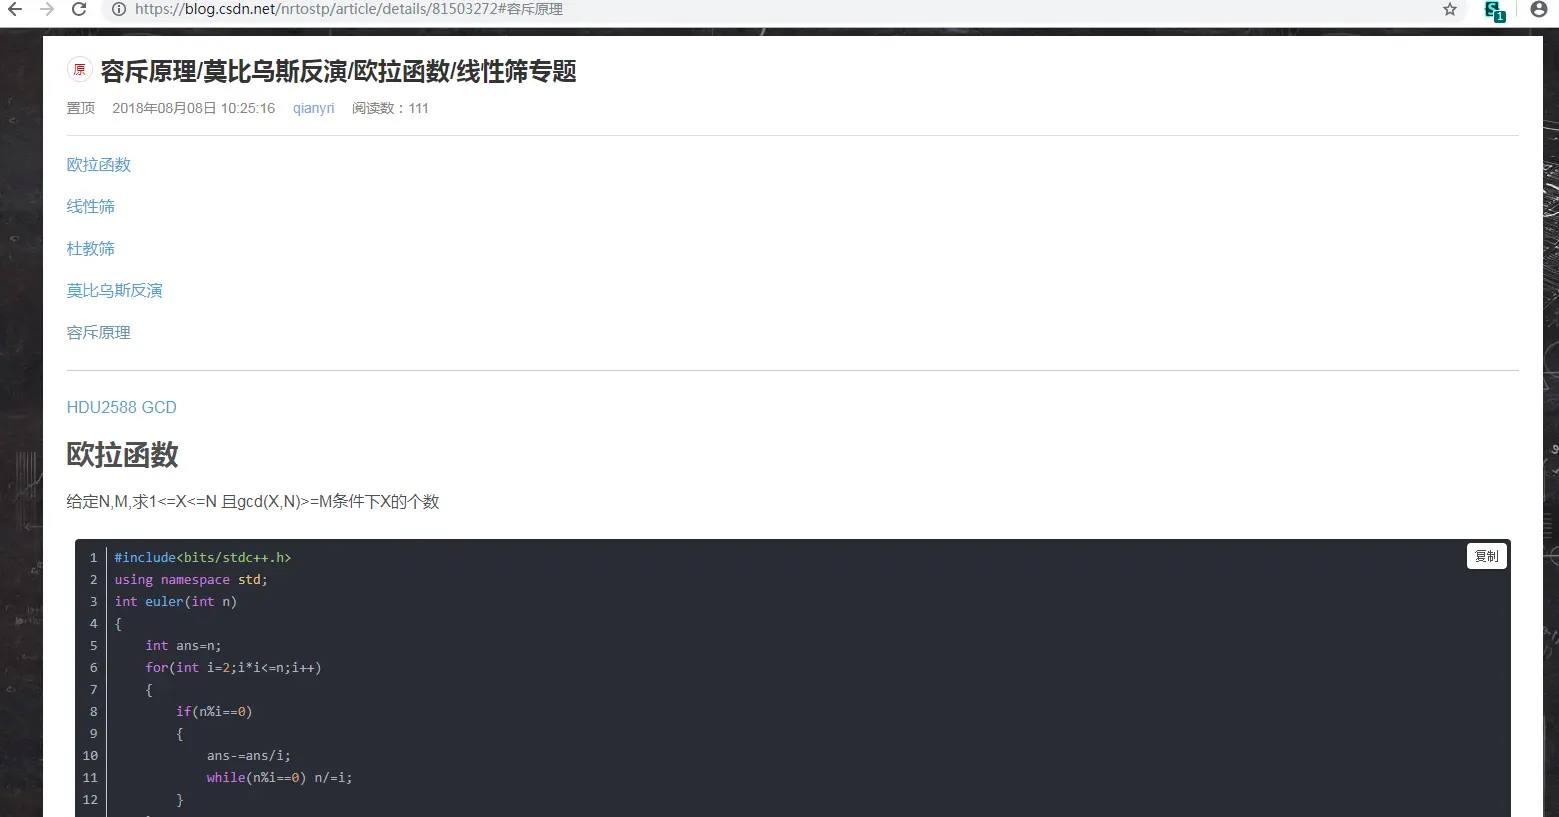 https://blog.csdn.net/nrtostp/article/details/81503272#容斥原理
1
原 容斥原理/莫比乌斯反演/欧拉函数/线性筛专题
置顶 2018年08月08日 10:25:16 qianyri 阅读数：111
欧拉函数
线性筛
杜教筛
莫比乌斯反演
容斥原理
HDU2588 GCD
欧拉函数
给定N,M,求1<=X<=N 且gcd(X,N)>=M条件下X的个数
复制
1 #include<bits/stdc++.h>
2 using namespace std;
3 int euler(int n)
4 {
5     int ans=n;
6     for(int i=2;i*i<=n;i++)
7     {
8         if(n%i==0)
9         {
10             ans-=ans/i;
11             while(n%i==0) n/=i;
12         }